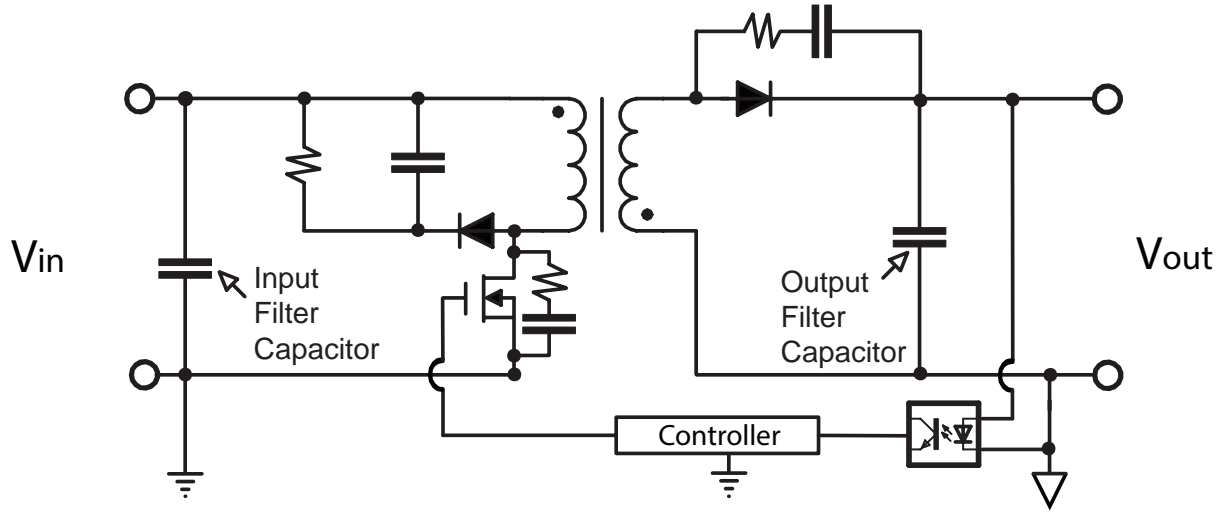 Vin
Input
Filter
Capacitor
Output
Filter
Capacitor
Vout
Controller